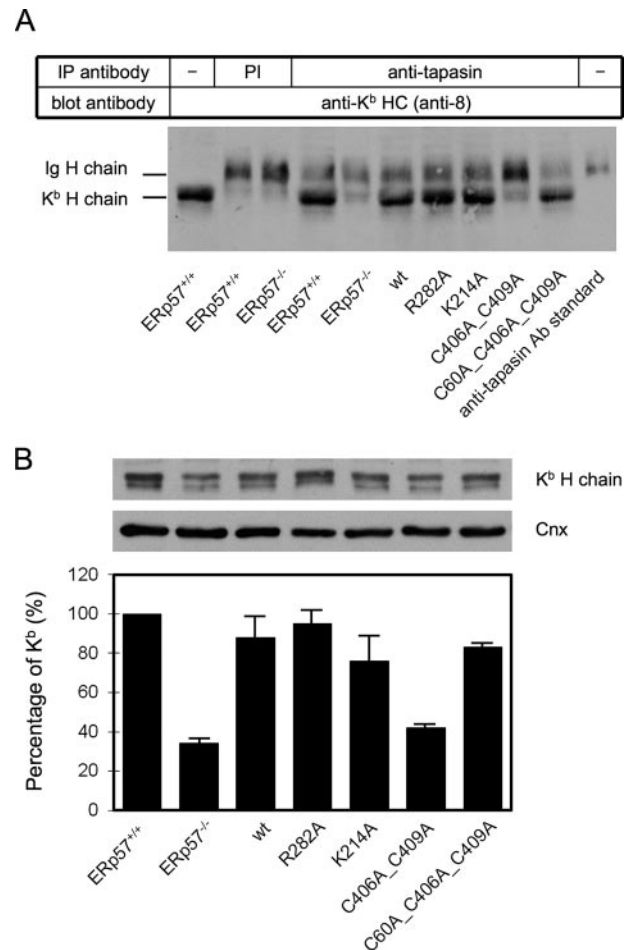 A
IP antibody – PI anti-tapasin –
blot antibody anti-Kᵇ HC (anti-8)
Ig H chain
Kᵇ H chain
ERp57⁺/⁺
ERp57⁺/⁺
ERp57⁻/⁻
ERp57⁺/⁺
ERp57⁻/⁻
wt
R282A
K214A
C406A_C409A
C60A_C406A_C409A
anti-tapasin Ab standard
B
Kᵇ H chain
Cnx
Percentage of Kᵇ (%)
120
100
80
60
40
20
0
ERp57⁺/⁺
ERp57⁻/⁻
wt
R282A
K214A
C406A_C409A
C60A_C406A_C409A